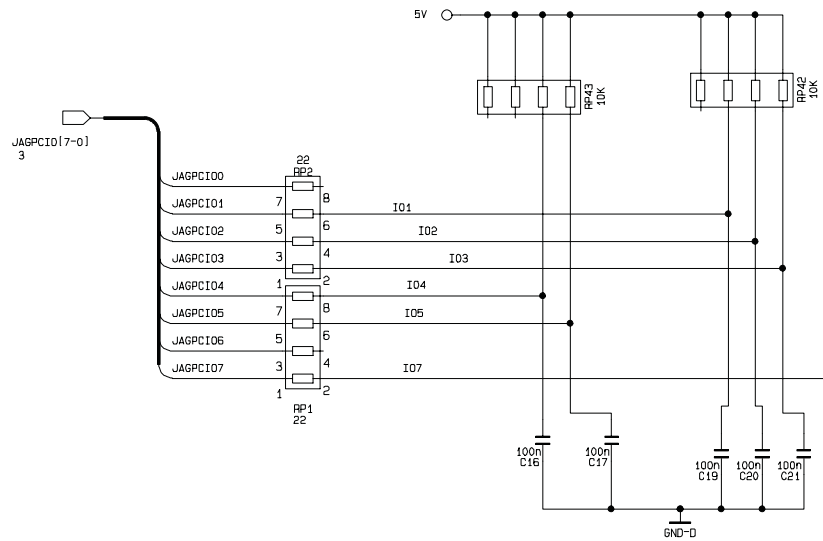 5V
RP43
10K
RP42
10K
JAGPCIO[7-0]
3
22
RP2
JAGPCIO0
8
JAGPCIO1
7
IO1
6
JAGPCIO2
5
IO2
4
JAGPCIO3
3
IO3
2
JAGPCIO4
1
IO4
8
JAGPCIO5
7
IO5
6
JAGPCIO6
5
4
JAGPCIO7
3
IO7
2
1
RP1
22
100n
C16
100n
C17
100n
C19
100n
C20
100n
C21
GND-D